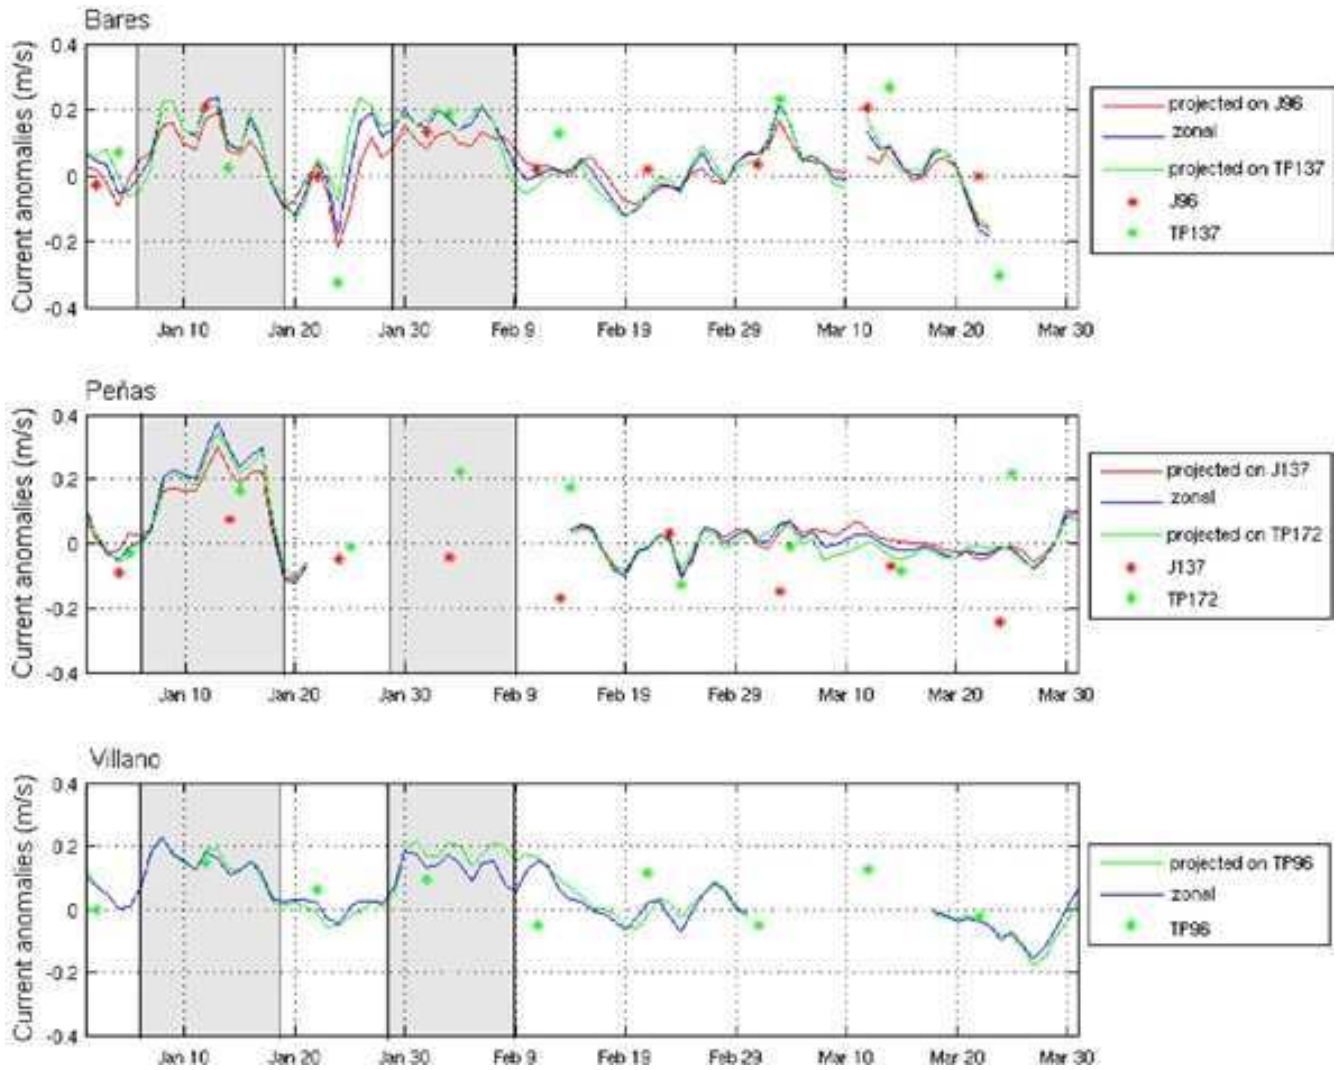 Bares
Current anomalies (m/s)
0.4
0.2
0
-0.2
-0.4
Jan 10 Jan 20 Jan 30 Feb 9 Feb 19 Feb 29 Mar 10 Mar 20 Mar 30
projected on J96
zonal
projected on TP137
J96
TP137
Peñas
Current anomalies (m/s)
0.4
0.2
0
-0.2
-0.4
Jan 10 Jan 20 Jan 30 Feb 9 Feb 19 Feb 29 Mar 10 Mar 20 Mar 30
projected on J137
zonal
projected on TP172
J137
TP172
Villano
Current anomalies (m/s)
0.4
0.2
0
-0.2
-0.4
Jan 10 Jan 20 Jan 30 Feb 9 Feb 19 Feb 29 Mar 10 Mar 20 Mar 30
projected on TP96
zonal
TP96